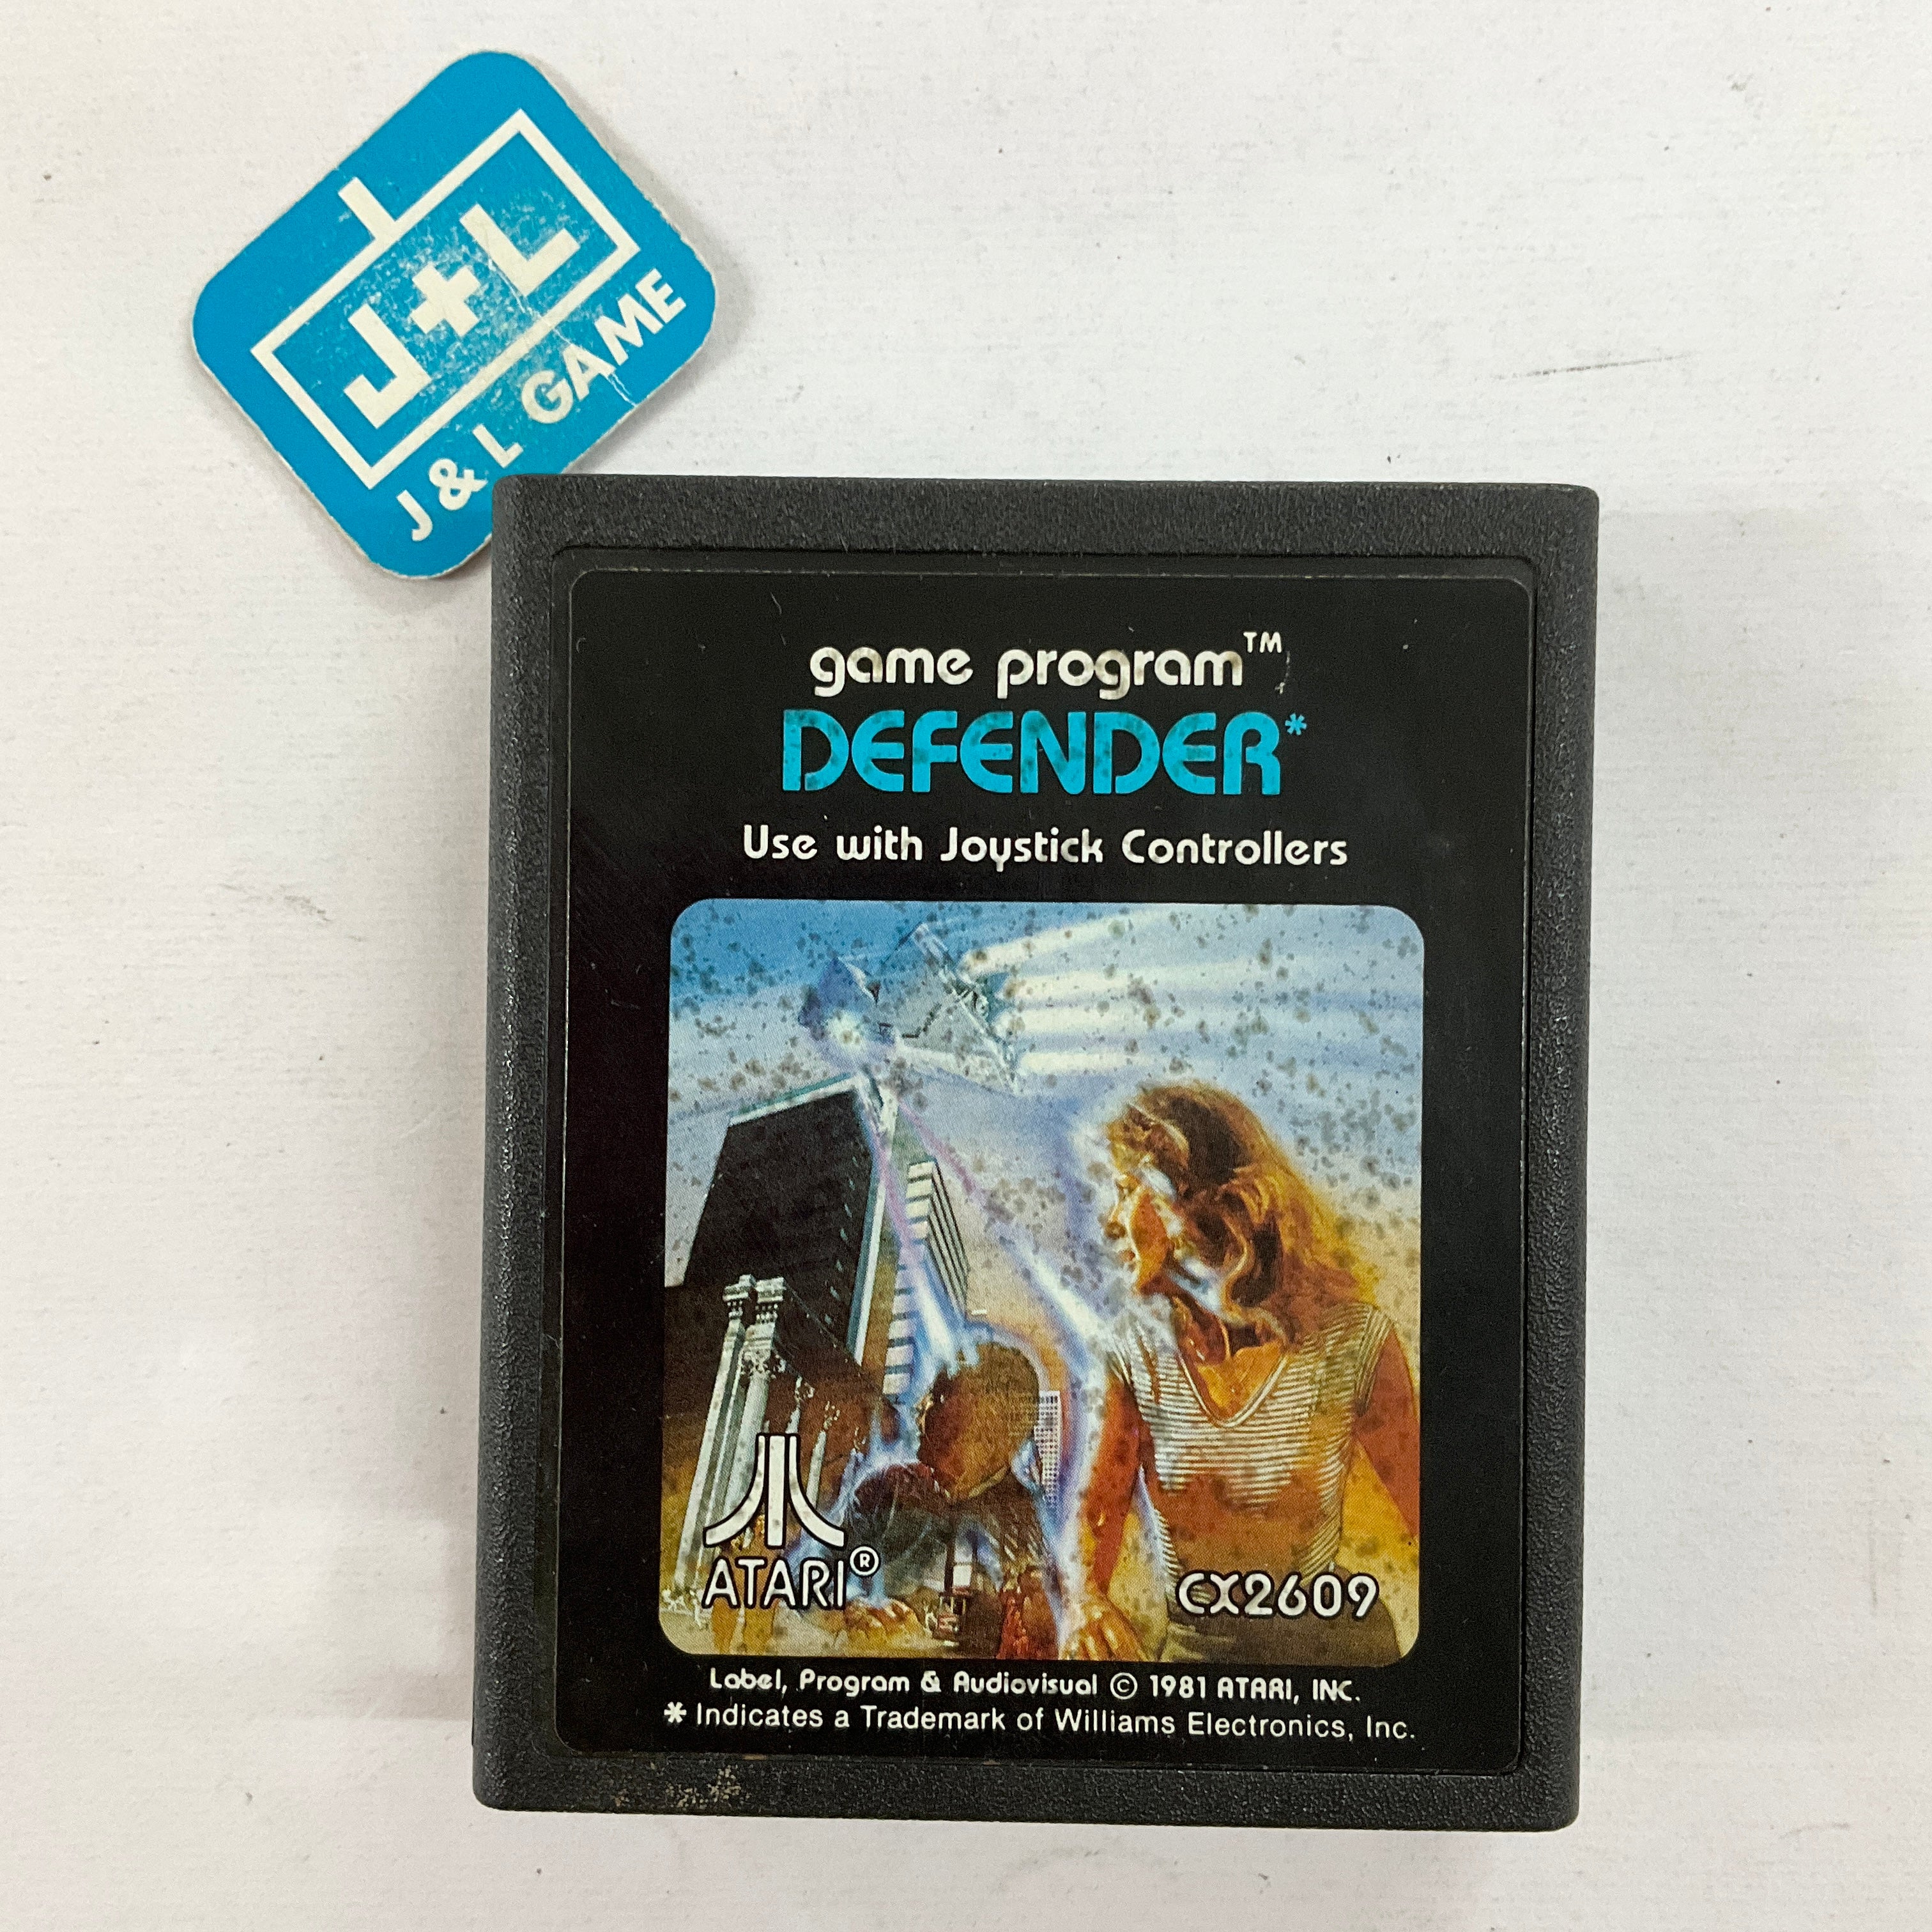 J+L
J & L GAME
game program™
DEFENDER*
Use with Joystick Controllers
ATARI®
CX2609
Label, Program & Audiovisual © 1981 ATARI, INC.
* Indicates a Trademark of Williams Electronics, Inc.